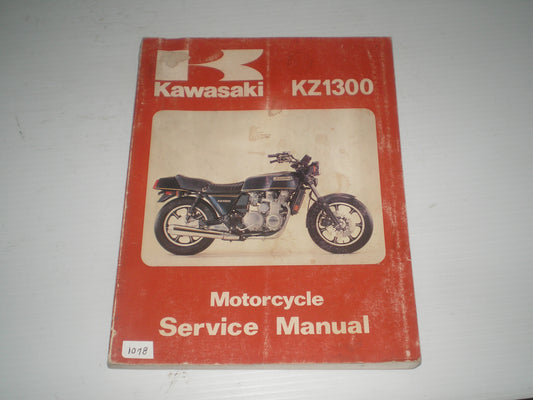 Kawasaki KZ1300
Motorcycle
Service Manual
1078